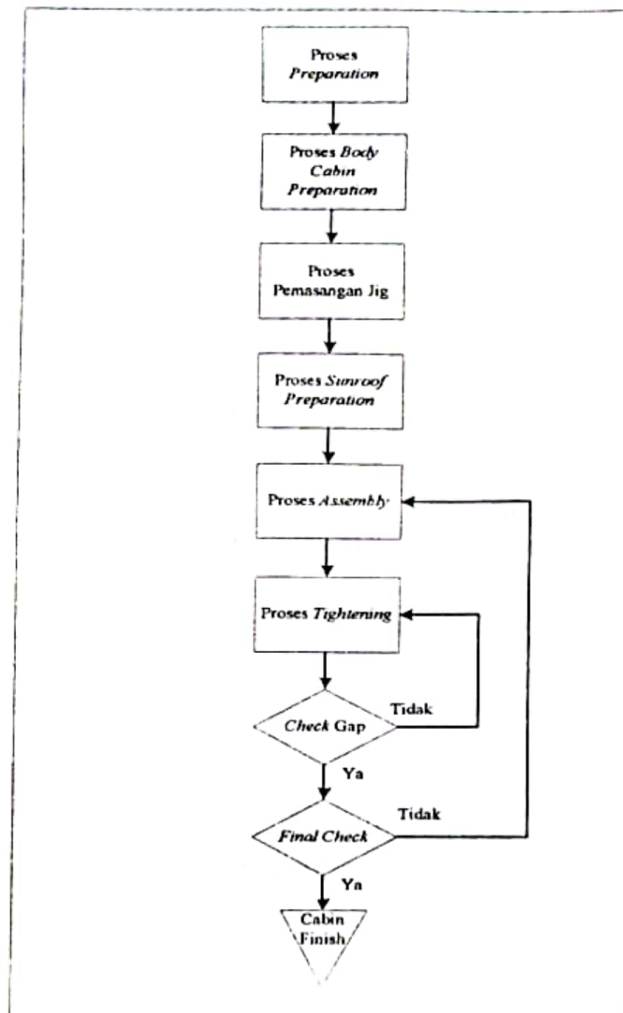 Proses
Preparation
Proses Body
Cabin
Preparation
Proses
Pemasangan Jig
Proses Sunroof
Preparation
Proses Assembly
Proses Tightening
Tidak
Check Gap
Ya
Tidak
Final Check
Ya
Cabin
Finish